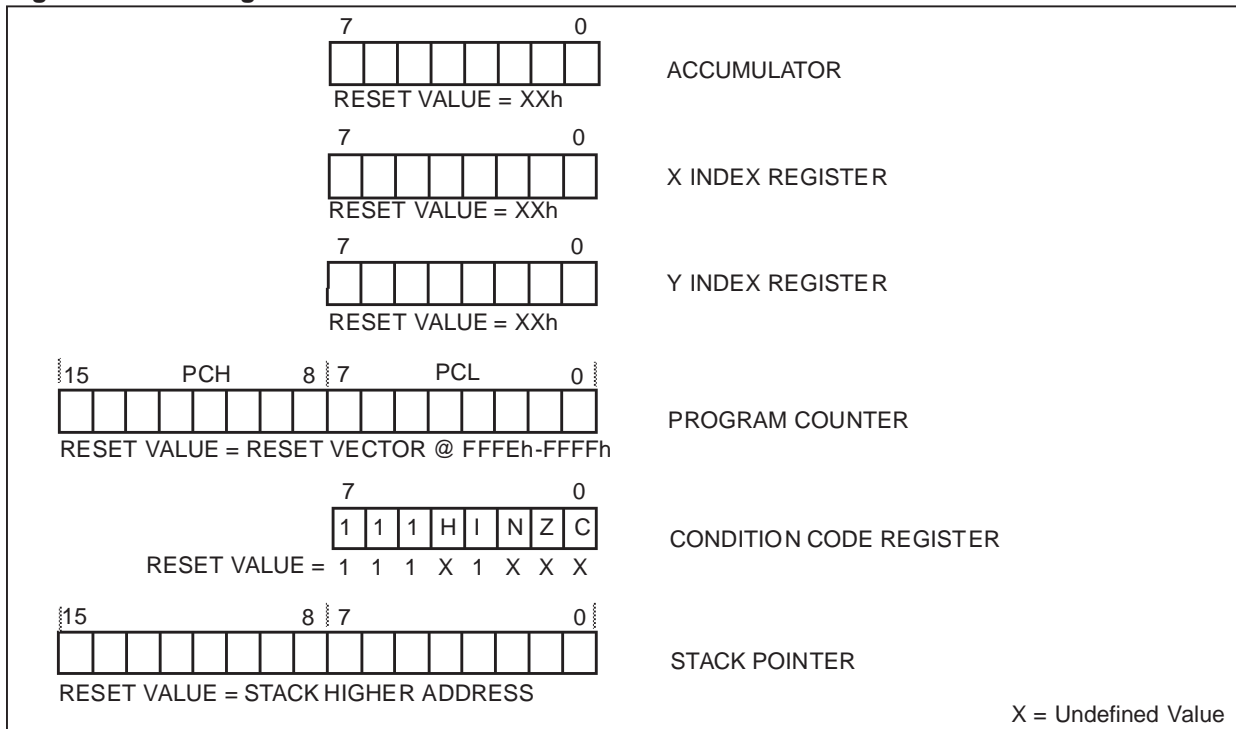 7 0
ACCUMULATOR
RESET VALUE = XXh
7 0
X INDEX REGISTER
RESET VALUE = XXh
7 0
Y INDEX REGISTER
RESET VALUE = XXh
15 PCH 8 7 PCL 0
PROGRAM COUNTER
RESET VALUE = RESET VECTOR @ FFFEh-FFFFh
7 0
1 1 1 H I N Z C
CONDITION CODE REGISTER
RESET VALUE = 1 1 1 X 1 X X X
15 8 7 0
STACK POINTER
RESET VALUE = STACK HIGHER ADDRESS
X = Undefined Value